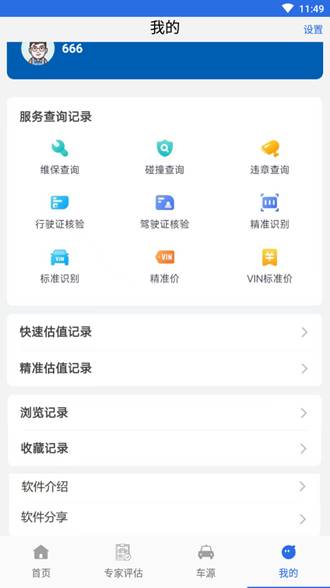 11:49
我的 设置
666
服务查询记录
维保查询 碰撞查询 违章查询
行驶证核验 驾驶证核验 精准识别
VIN VIN
标准识别 精准价 VIN标准价
快速估值记录
精准估值记录
浏览记录
收藏记录
软件介绍
软件分享
首页 专家评估 车源 我的